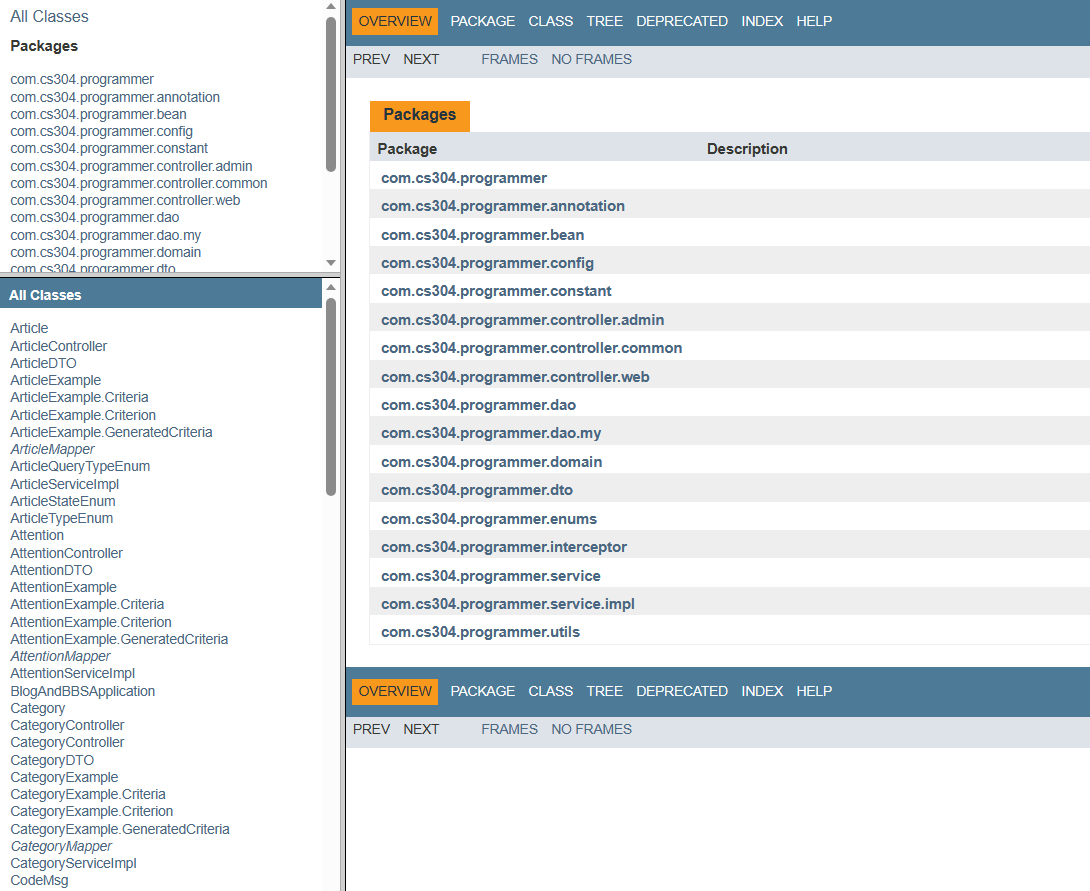 All Classes
Packages
com.cs304.programmer
com.cs304.programmer.annotation
com.cs304.programmer.bean
com.cs304.programmer.config
com.cs304.programmer.constant
com.cs304.programmer.controller.admin
com.cs304.programmer.controller.common
com.cs304.programmer.controller.web
com.cs304.programmer.dao
com.cs304.programmer.dao.my
com.cs304.programmer.domain
com.cs304.programmer.dto
All Classes
Article
ArticleController
ArticleDTO
ArticleExample
ArticleExample.Criteria
ArticleExample.Criterion
ArticleExample.GeneratedCriteria
ArticleMapper
ArticleQueryTypeEnum
ArticleServiceImpl
ArticleStateEnum
ArticleTypeEnum
Attention
AttentionController
AttentionDTO
AttentionExample
AttentionExample.Criteria
AttentionExample.Criterion
AttentionExample.GeneratedCriteria
AttentionMapper
AttentionServiceImpl
BlogAndBBSApplication
Category
CategoryController
CategoryController
CategoryDTO
CategoryExample
CategoryExample.Criteria
CategoryExample.Criterion
CategoryExample.GeneratedCriteria
CategoryMapper
CategoryServiceImpl
CodeMsg
OVERVIEW PACKAGE CLASS TREE DEPRECATED INDEX HELP
PREV NEXT FRAMES NO FRAMES
Packages
Package Description
com.cs304.programmer
com.cs304.programmer.annotation
com.cs304.programmer.bean
com.cs304.programmer.config
com.cs304.programmer.constant
com.cs304.programmer.controller.admin
com.cs304.programmer.controller.common
com.cs304.programmer.controller.web
com.cs304.programmer.dao
com.cs304.programmer.dao.my
com.cs304.programmer.domain
com.cs304.programmer.dto
com.cs304.programmer.enums
com.cs304.programmer.interceptor
com.cs304.programmer.service
com.cs304.programmer.service.impl
com.cs304.programmer.utils
OVERVIEW PACKAGE CLASS TREE DEPRECATED INDEX HELP
PREV NEXT FRAMES NO FRAMES